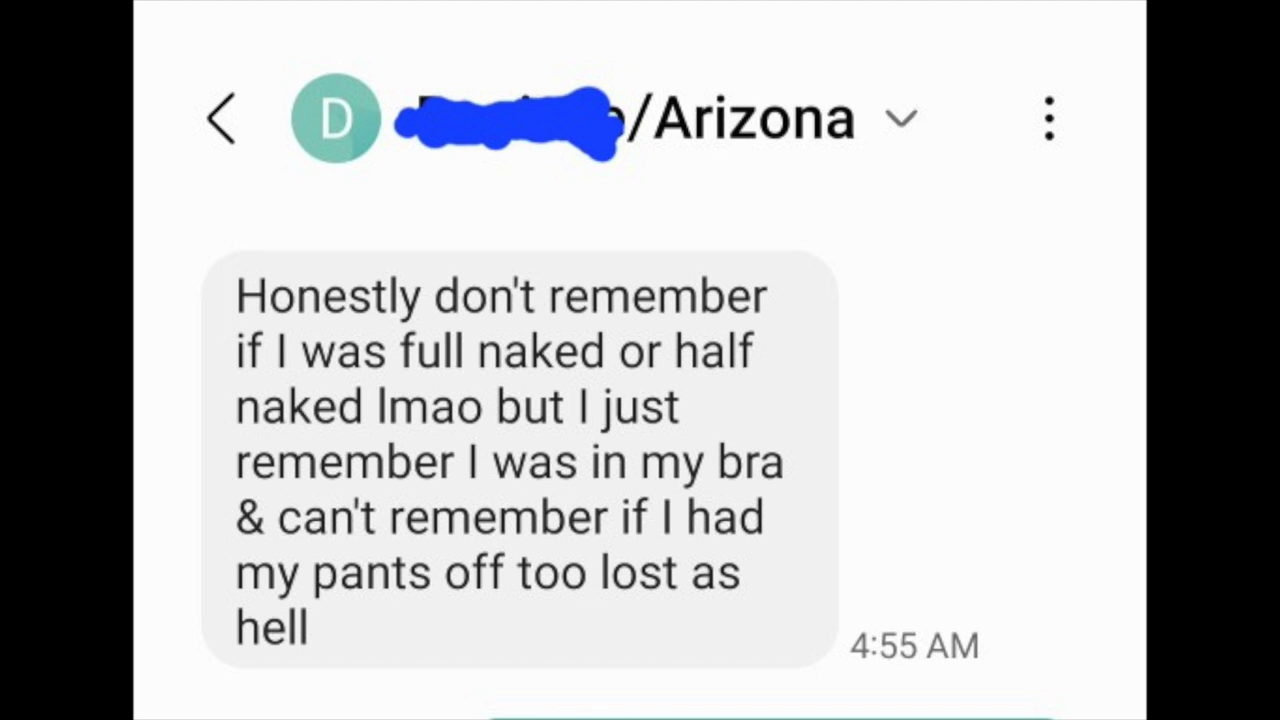 D /Arizona
Honestly don't remember
if I was full naked or half
naked lmao but I just
remember I was in my bra
& can't remember if I had
my pants off too lost as
hell
4:55 AM